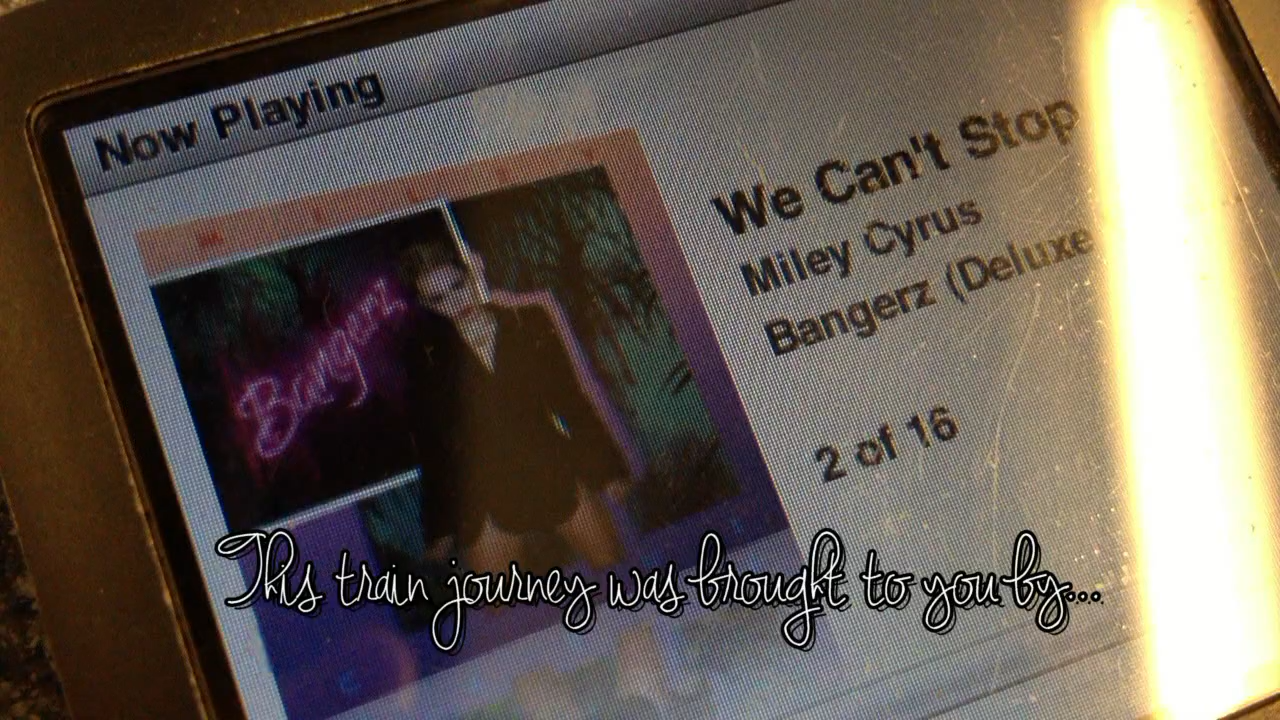 Now Playing
We Can't Stop
Miley Cyrus
Bangerz (Deluxe
Bangerz
2 of 16
This train journey was brought to you by...